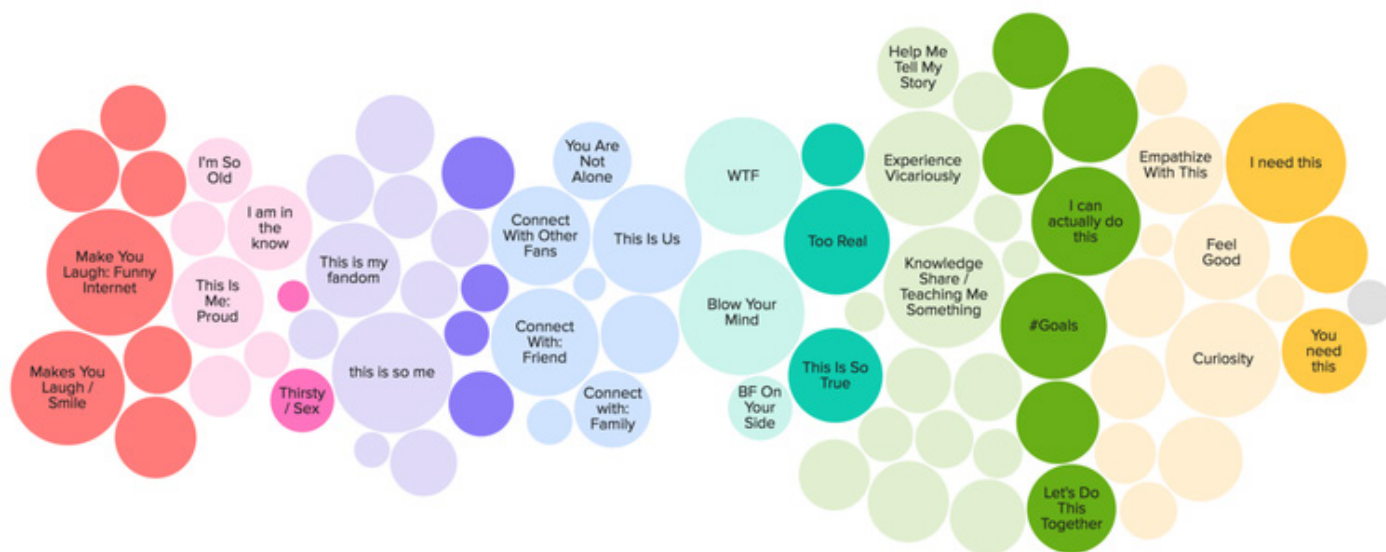 I'm So
Old
I am in
the
know
Make You
Laugh: Funny
Internet
This Is
Me:
Proud
Makes You
Laugh /
Smile
Thirsty
/ Sex
This is my
fandom
this is so me
You Are
Not
Alone
Connect
With Other
Fans
This Is Us
Connect
With:
Friend
Connect
with:
Family
WTF
Blow Your
Mind
BF On
Your
Side
Too Real
This Is So
True
Help Me
Tell My
Story
Experience
Vicariously
Knowledge
Share /
Teaching Me
Something
I can
actually do
this
#Goals
Let's Do
This
Together
Empathize
With This
Feel
Good
Curiosity
I need this
You
need
this